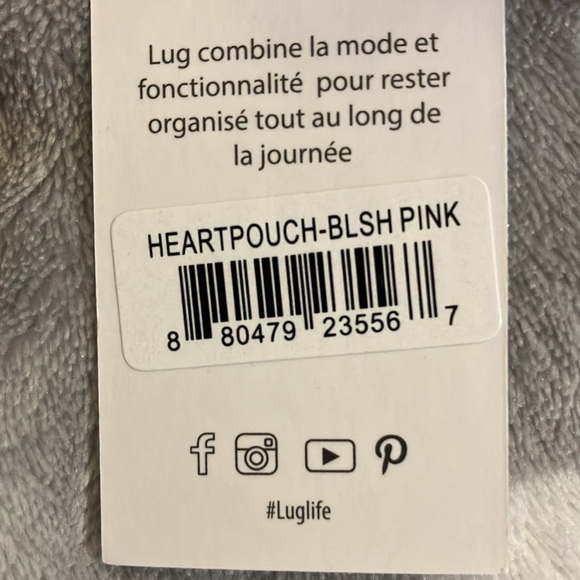 Lug combine la mode et
fonctionnalité pour rester
organisé tout au long de
la journée
HEARTPOUCH-BLSH PINK
8 80479 23556 7
#Luglife